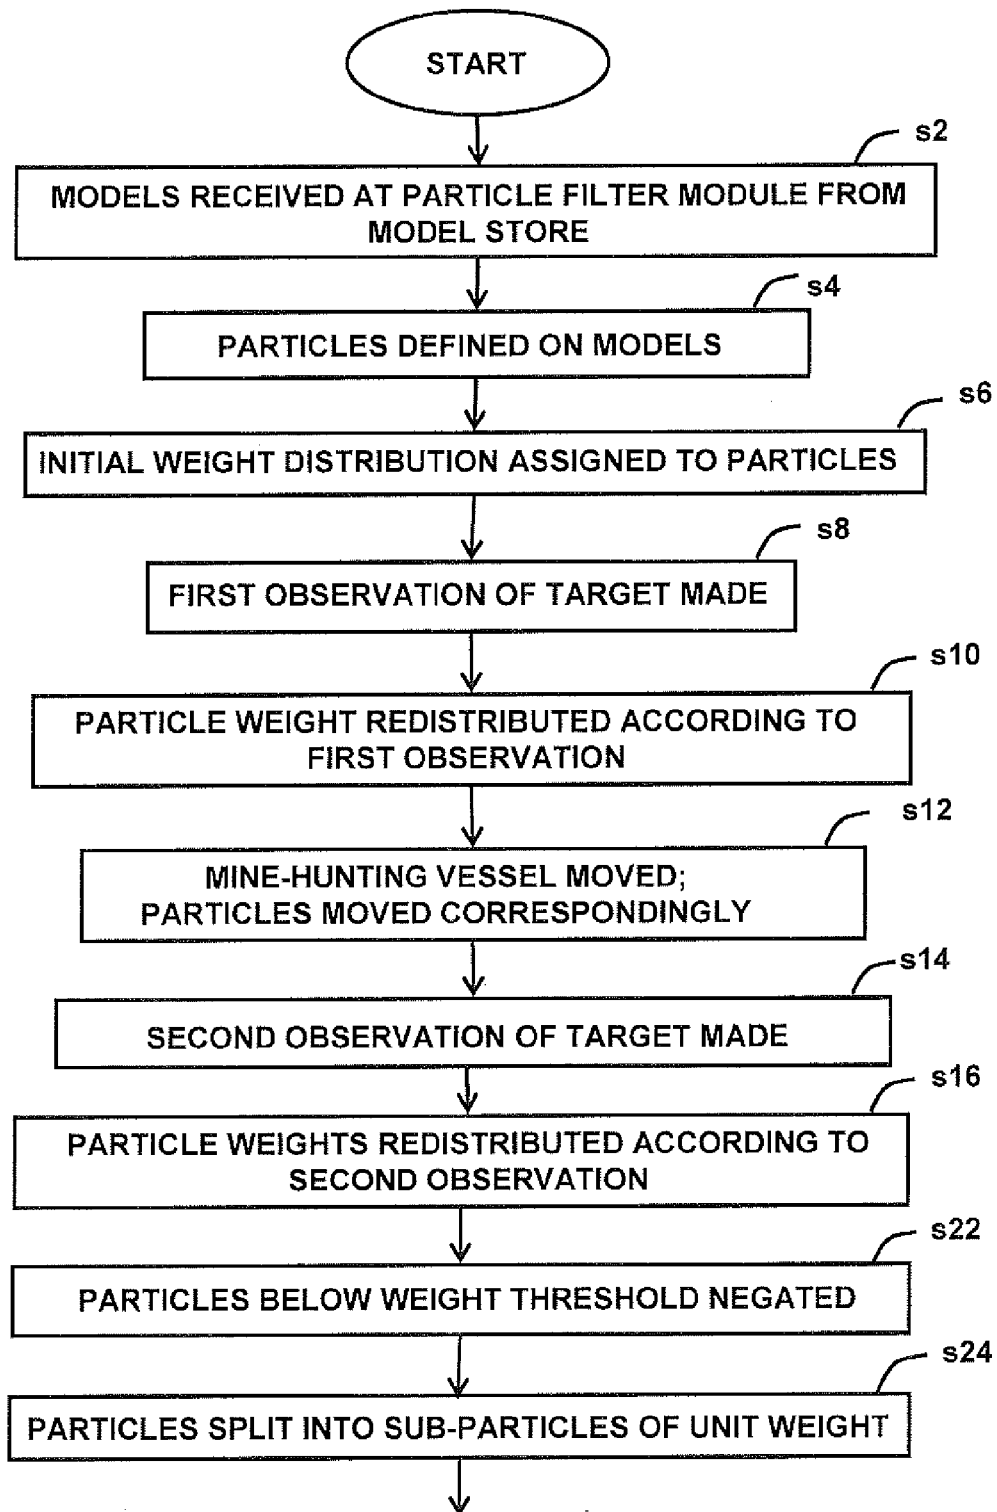 START
s2
MODELS RECEIVED AT PARTICLE FILTER MODULE FROM
MODEL STORE
s4
PARTICLES DEFINED ON MODELS
s6
INITIAL WEIGHT DISTRIBUTION ASSIGNED TO PARTICLES
s8
FIRST OBSERVATION OF TARGET MADE
s10
PARTICLE WEIGHT REDISTRIBUTED ACCORDING TO
FIRST OBSERVATION
s12
MINE-HUNTING VESSEL MOVED;
PARTICLES MOVED CORRESPONDINGLY
s14
SECOND OBSERVATION OF TARGET MADE
s16
PARTICLE WEIGHTS REDISTRIBUTED ACCORDING TO
SECOND OBSERVATION
s22
PARTICLES BELOW WEIGHT THRESHOLD NEGATED
s24
PARTICLES SPLIT INTO SUB-PARTICLES OF UNIT WEIGHT